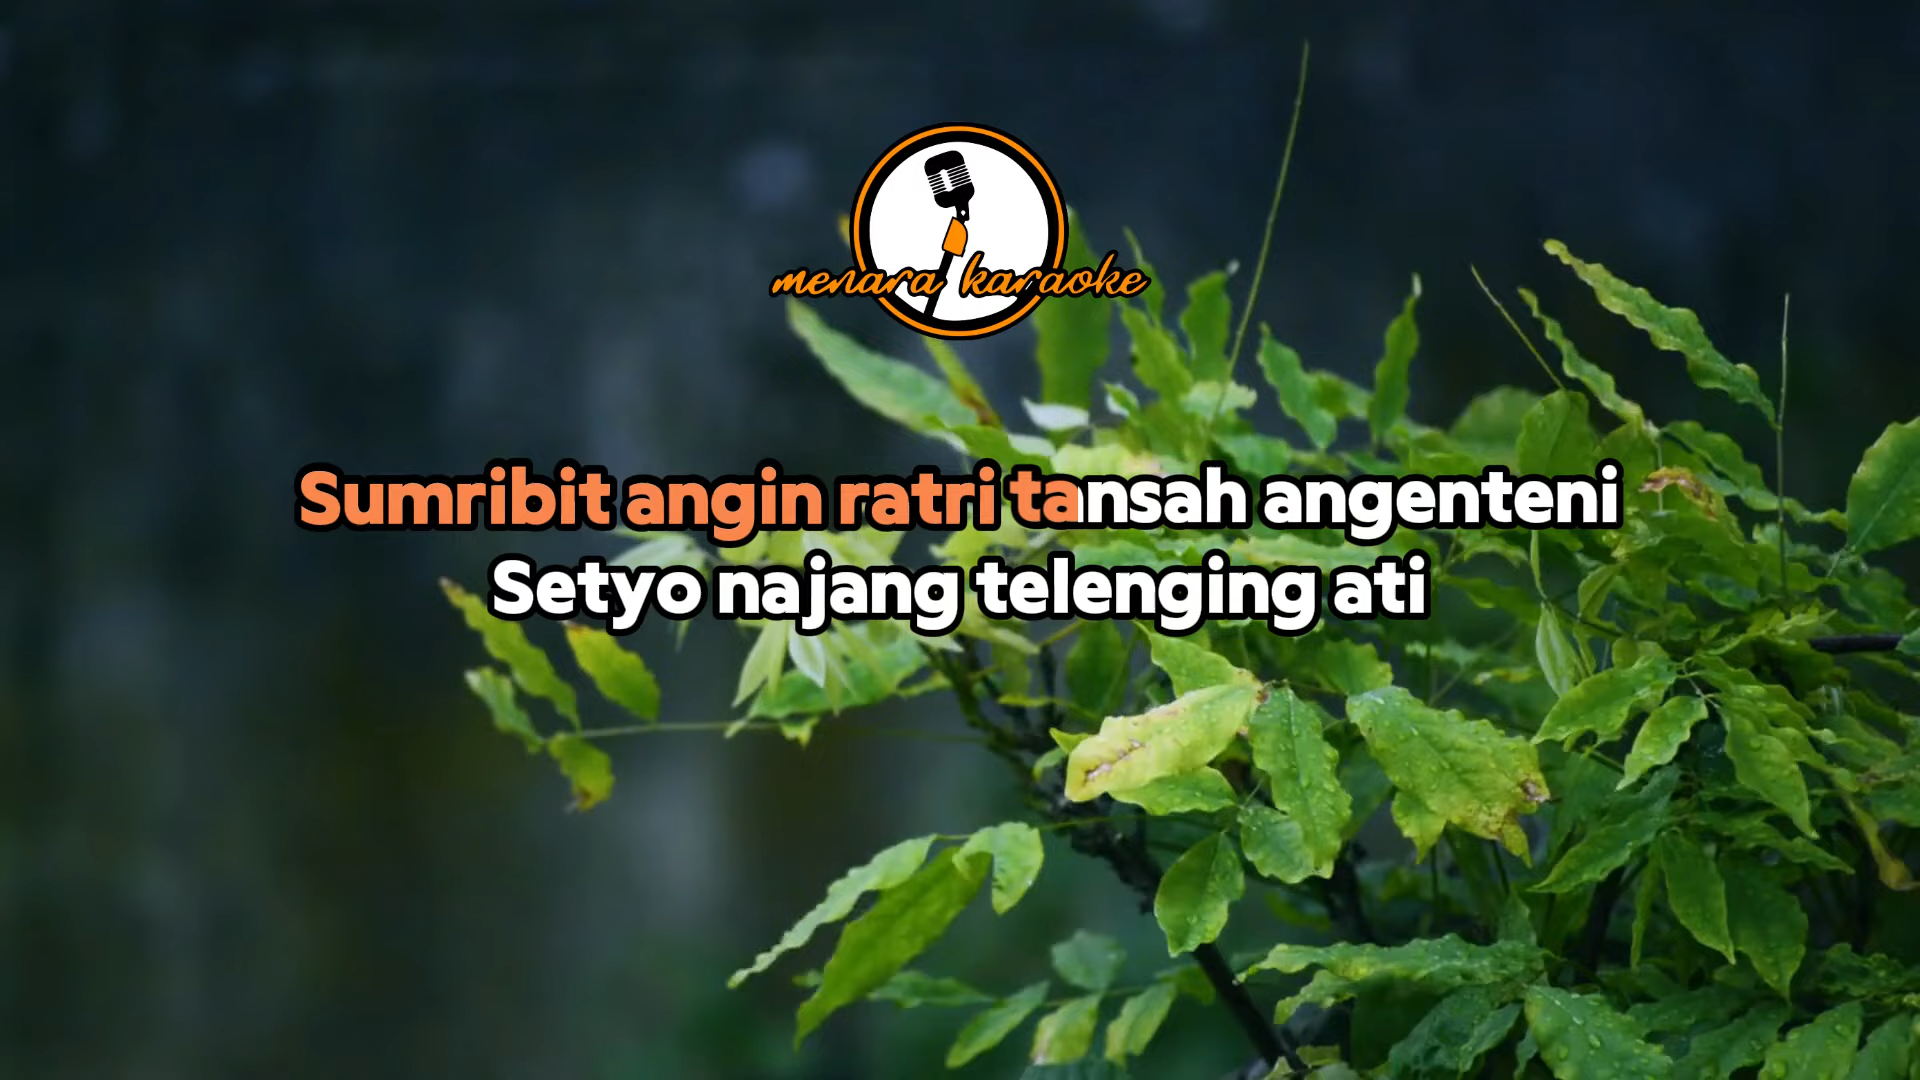 menara karaoke
Sumribit angin ratri tansah angenteni
Setyo najang telenging ati